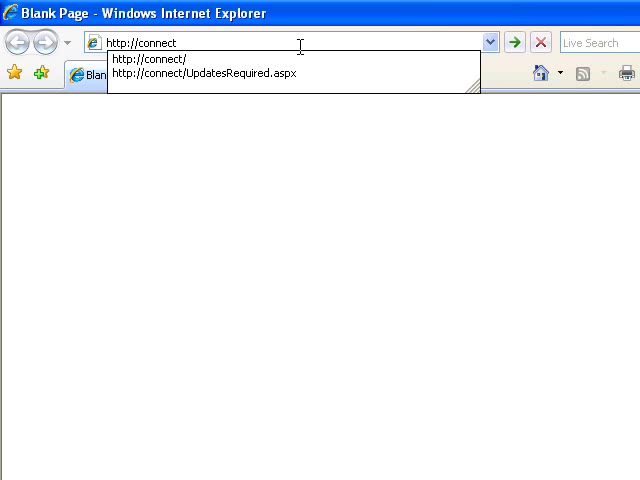 Blank Page - Windows Internet Explorer
http://connect
Live Search
http://connect/
http://connect/UpdatesRequired.aspx
Blan